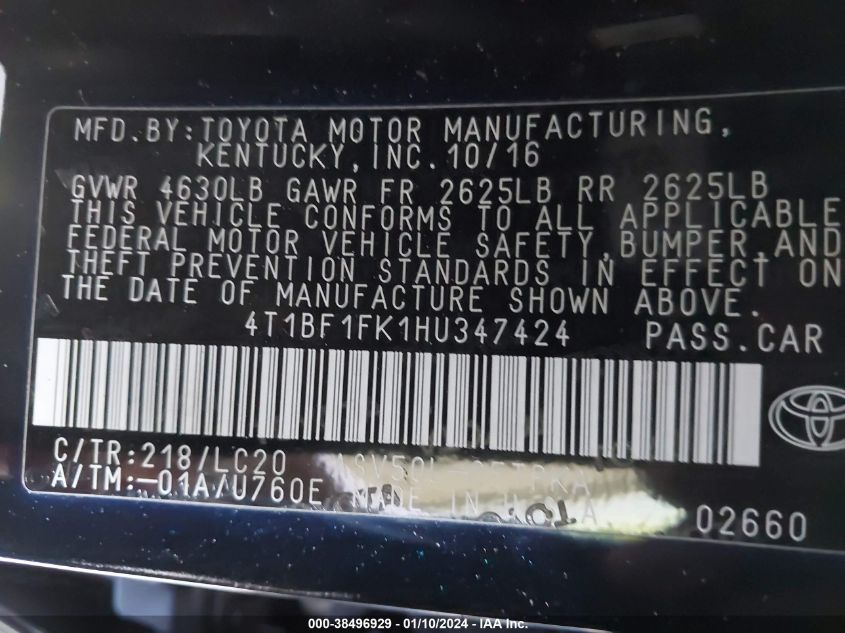 MFD.BY:TOYOTA MOTOR MANUFACTURING,
KENTUCKY,INC.10/16
GVWR 4630LB GAWR FR 2625LB RR 2625LB
THIS VEHICLE CONFORMS TO ALL APPLICABLE
FEDERAL MOTOR VEHICLE SAFETY,BUMPER,AND
THEFT PREVENTION STANDARDS IN EFFECT ON
THE DATE OF MANUFACTURE SHOWN ABOVE.
4T1BF1FK1HU347424 PASS.CAR
C/TR:218/LC20
A/TM:-01A/U760E MADE IN
02660
000-38496929 - 01/10/2024 - IAA Inc.